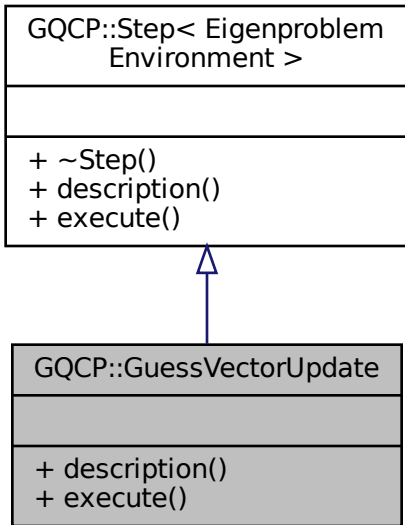 GQCP::Step< Eigenproblem
Environment >
+ ~Step()
+ description()
+ execute()
GQCP::GuessVectorUpdate
+ description()
+ execute()